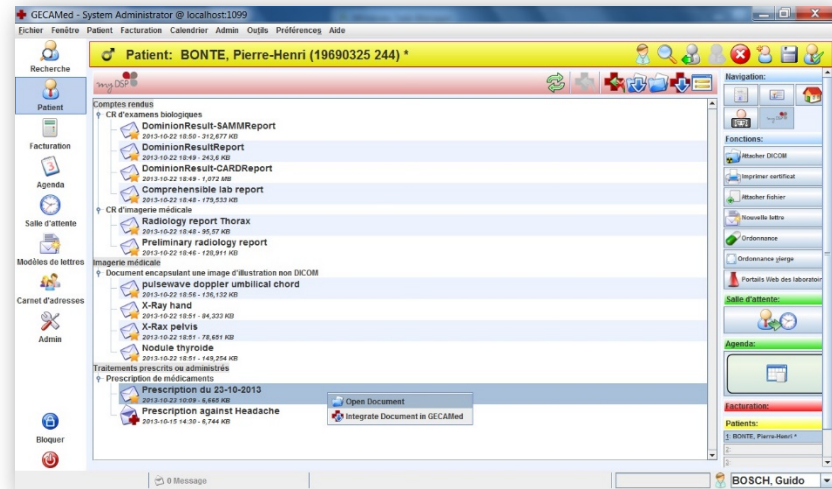 GECAMed - System Administrator @ localhost:1099
Fichier Fenêtre Patient Facturation Calendrier Admin Outils Préférences Aide
Recherche
Patient
Facturation
Agenda
Salle d'attente
Modèles de lettres
Carnet d'adresses
Admin
Bloquer
Patient: BONTE, Pierre-Henri (19690325 244) *
my DSP
Comptes rendus
CR d'examens biologiques
DominionResult-SAMMReport
2013-10-22 18:50 - 312,677 KB
DominionResultReport
2013-10-22 18:49 - 243,6 KB
DominionResult-CARDReport
2013-10-22 18:49 - 1,072 MB
Comprehensible lab report
2013-10-22 18:48 - 179,533 KB
CR d'imagerie médicale
Radiology report Thorax
2013-10-22 18:48 - 95,57 KB
Preliminary radiology report
2013-10-22 18:46 - 128,911 KB
Imagerie médicale
Document encapsulant une image d'illustration non DICOM
pulsewave doppler umbilical chord
2013-10-22 18:56 - 136,132 KB
X-Ray hand
2013-10-22 18:51 - 84,333 KB
X-Rax pelvis
2013-10-22 18:51 - 78,651 KB
Nodule thyroide
2013-10-22 18:51 - 149,254 KB
Traitements prescrits ou administrés
Prescription de médicaments
Prescription du 23-10-2013
2013-10-23 10:09 - 6,665 KB
Prescription against Headache
2013-10-15 14:30 - 6,744 KB
Open Document
Integrate Document in GECAMed
Navigation:
my DSP
Fonctions:
Attacher DICOM
Imprimer certificat
Attacher fichier
Nouvelle lettre
Ordonnance
Ordonnance vierge
Portails Web des laboratoir
Salle d'attente:
Agenda:
Facturation:
Patients:
1: BONTE, Pierre-Henri *
2:
3:
0 Message
BOSCH, Guido